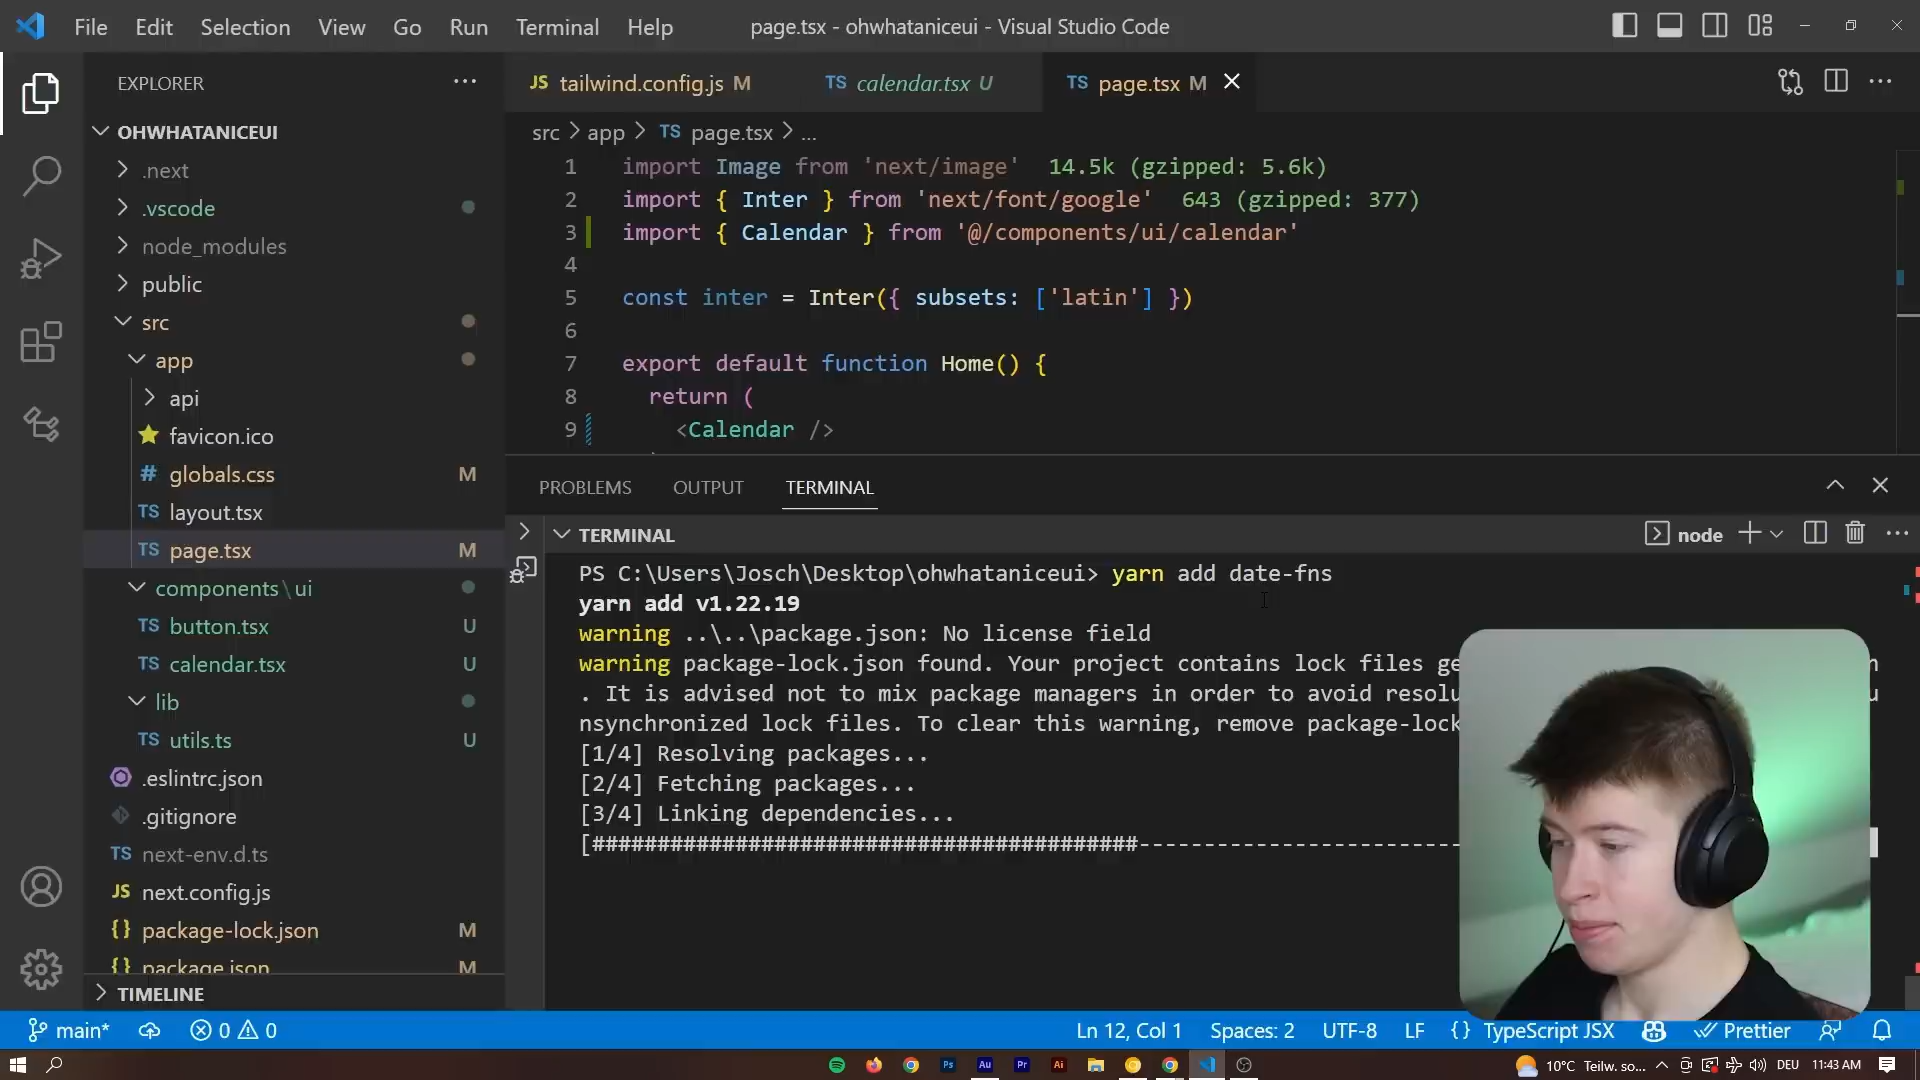 File Edit Selection View Go Run Terminal Help
page.tsx - ohwhataniceui - Visual Studio Code
EXPLORER
OHWHATANICEUI
.next
.vscode
node_modules
public
src
app
api
favicon.ico
globals.css M
layout.tsx
page.tsx M
components\ui
button.tsx U
calendar.tsx U
lib
utils.ts U
.eslintrc.json
.gitignore
next-env.d.ts
next.config.js
package-lock.json M
package.json M
TIMELINE
JS tailwind.config.js M
TS calendar.tsx U
TS page.tsx M
src > app > TS page.tsx > ...
1 import Image from 'next/image' 14.5k (gzipped: 5.6k)
2 import { Inter } from 'next/font/google' 643 (gzipped: 377)
3 import { Calendar } from '@/components/ui/calendar'
4
5 const inter = Inter({ subsets: ['latin'] })
6
7 export default function Home() {
8 return (
9 <Calendar />
PROBLEMS OUTPUT TERMINAL
TERMINAL
node
PS C:\Users\Josch\Desktop\ohwhataniceui> yarn add date-fns
yarn add v1.22.19
warning ..\..\package.json: No license field
warning package-lock.json found. Your project contains lock files ge
. It is advised not to mix package managers in order to avoid resolu
nsynchronized lock files. To clear this warning, remove package-lock
[1/4] Resolving packages...
[2/4] Fetching packages...
[3/4] Linking dependencies...
[##########################################-------------------------
main* 0 0
Ln 12, Col 1 Spaces: 2 UTF-8 LF {} TypeScript JSX Prettier
10°C Teilw. so... DEU 11:43 AM